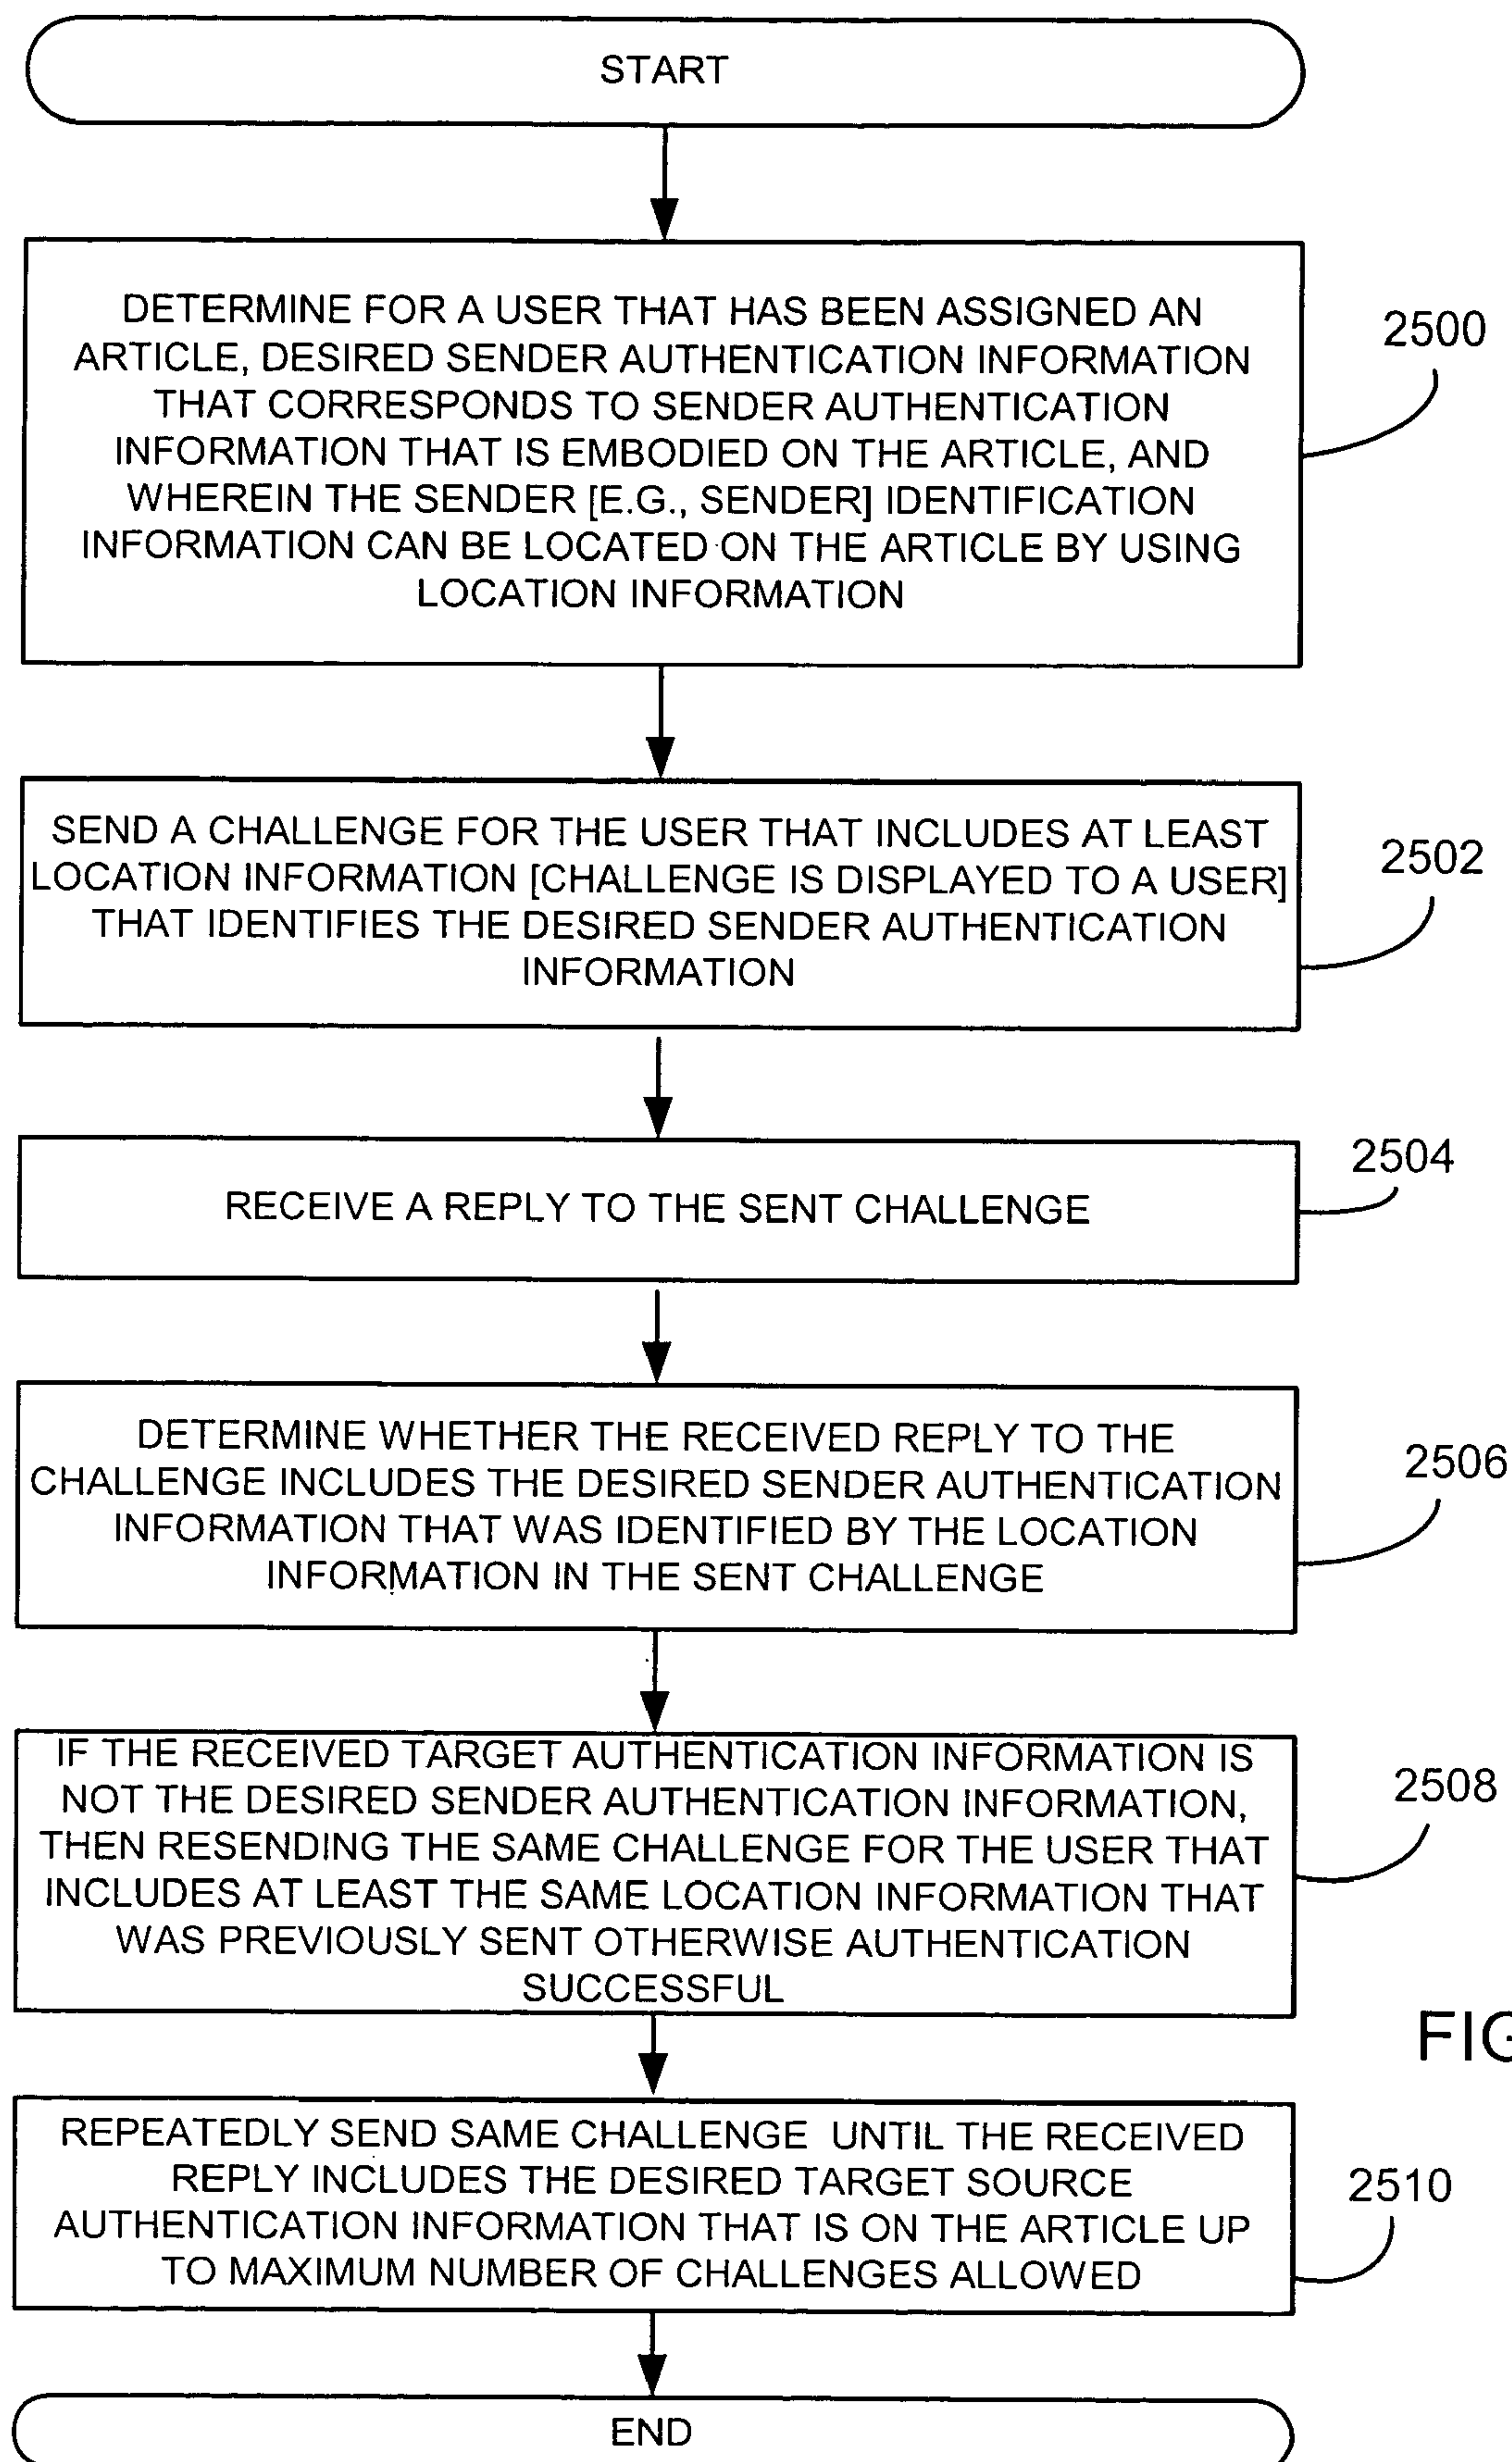 START
DETERMINE FOR A USER THAT HAS BEEN ASSIGNED AN
ARTICLE, DESIRED SENDER AUTHENTICATION INFORMATION
THAT CORRESPONDS TO SENDER AUTHENTICATION
INFORMATION THAT IS EMBODIED ON THE ARTICLE, AND
WHEREIN THE SENDER [E.G., SENDER] IDENTIFICATION
INFORMATION CAN BE LOCATED ON THE ARTICLE BY USING
LOCATION INFORMATION
2500
SEND A CHALLENGE FOR THE USER THAT INCLUDES AT LEAST
LOCATION INFORMATION [CHALLENGE IS DISPLAYED TO A USER]
THAT IDENTIFIES THE DESIRED SENDER AUTHENTICATION
INFORMATION
2502
RECEIVE A REPLY TO THE SENT CHALLENGE
2504
DETERMINE WHETHER THE RECEIVED REPLY TO THE
CHALLENGE INCLUDES THE DESIRED SENDER AUTHENTICATION
INFORMATION THAT WAS IDENTIFIED BY THE LOCATION
INFORMATION IN THE SENT CHALLENGE
2506
IF THE RECEIVED TARGET AUTHENTICATION INFORMATION IS
NOT THE DESIRED SENDER AUTHENTICATION INFORMATION,
THEN RESENDING THE SAME CHALLENGE FOR THE USER THAT
INCLUDES AT LEAST THE SAME LOCATION INFORMATION THAT
WAS PREVIOUSLY SENT OTHERWISE AUTHENTICATION
SUCCESSFUL
2508
FIG
REPEATEDLY SEND SAME CHALLENGE UNTIL THE RECEIVED
REPLY INCLUDES THE DESIRED TARGET SOURCE
AUTHENTICATION INFORMATION THAT IS ON THE ARTICLE UP
TO MAXIMUM NUMBER OF CHALLENGES ALLOWED
2510
END